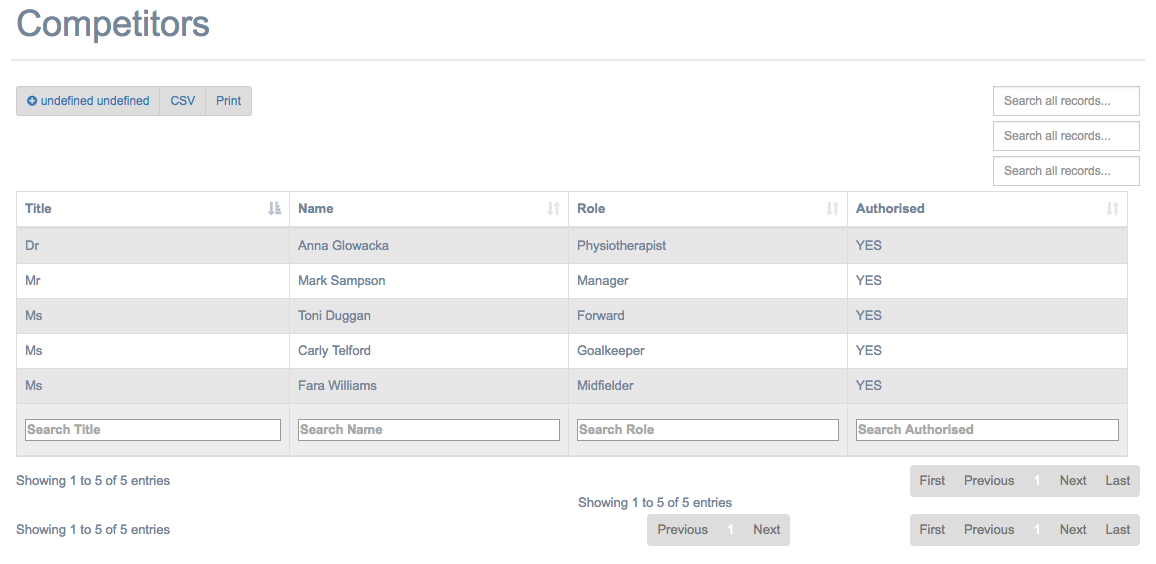 Competitors
undefined undefined CSV Print
Search all records...
Search all records...
Search all records...
Title Name Role Authorised
Dr Anna Glowacka Physiotherapist YES
Mr Mark Sampson Manager YES
Ms Toni Duggan Forward YES
Ms Carly Telford Goalkeeper YES
Ms Fara Williams Midfielder YES
Search Title Search Name Search Role Search Authorised
Showing 1 to 5 of 5 entries First Previous 1 Next Last
Showing 1 to 5 of 5 entries
Showing 1 to 5 of 5 entries Previous 1 Next First Previous 1 Next Last